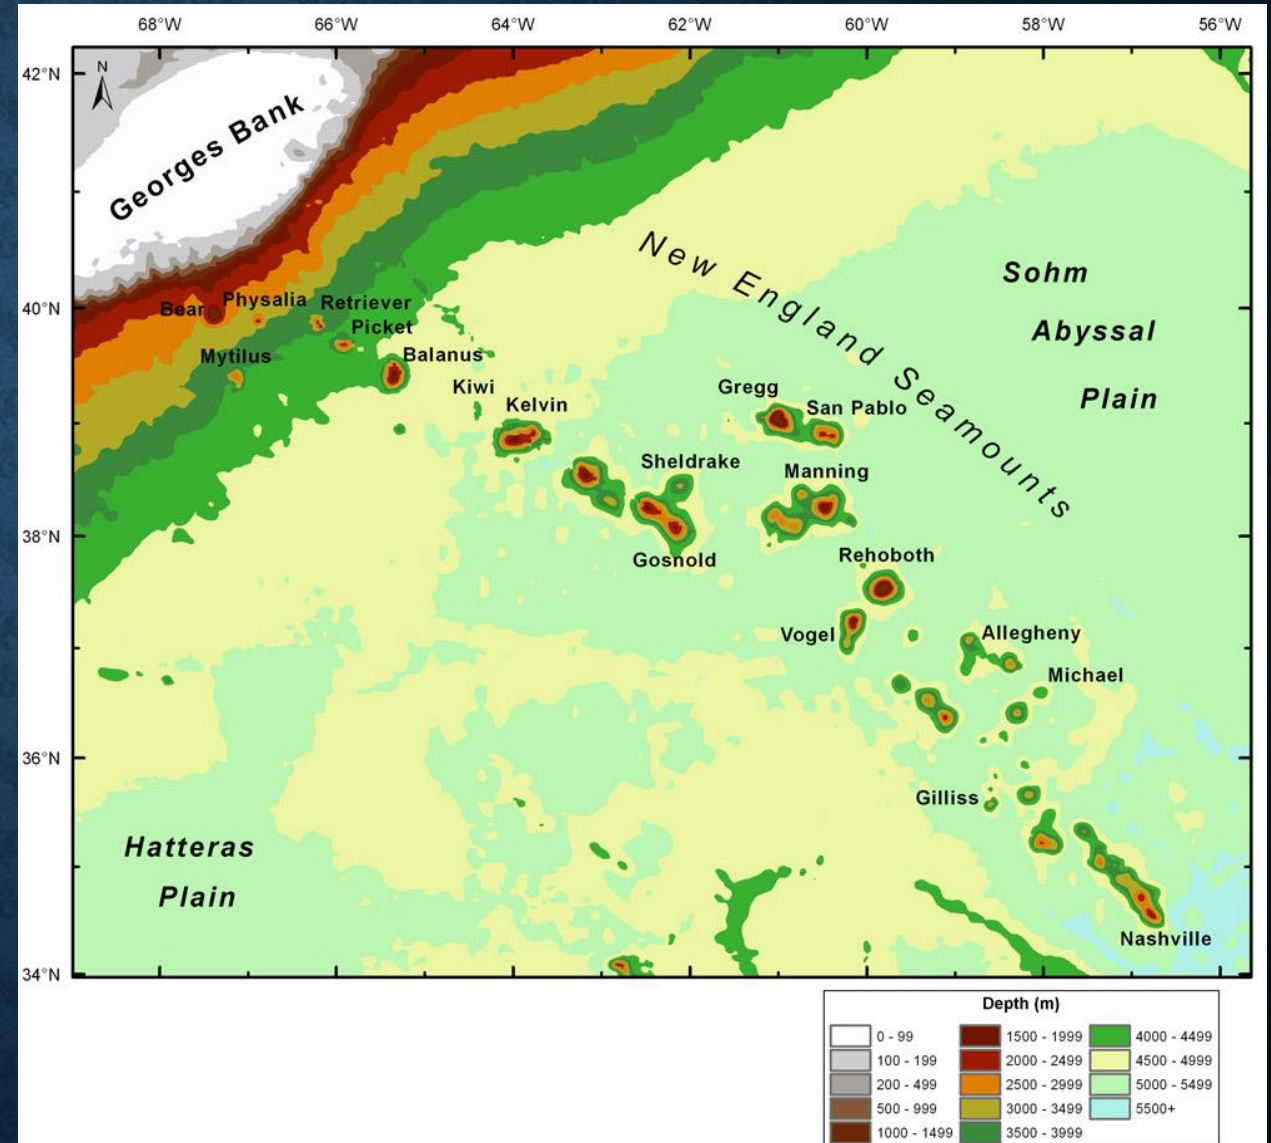 68°W 66°W 64°W 62°W 60°W 58°W 56°W
42°N
N
Georges Bank
New England Seamounts
Sohm
Abyssal
Plain
40°N
Bear
Physalia
Retriever
Picket
Mytilus
Balanus
Kiwi
Kelvin
Gregg
San Pablo
Sheldrake
Manning
38°N
Gosnold
Rehoboth
Vogel
Allegheny
Michael
36°N
Gilliss
Hatteras
Plain
Nashville
34°N
Depth (m)
0 - 99
100 - 199
200 - 499
500 - 999
1000 - 1499
1500 - 1999
2000 - 2499
2500 - 2999
3000 - 3499
3500 - 3999
4000 - 4499
4500 - 4999
5000 - 5499
5500+